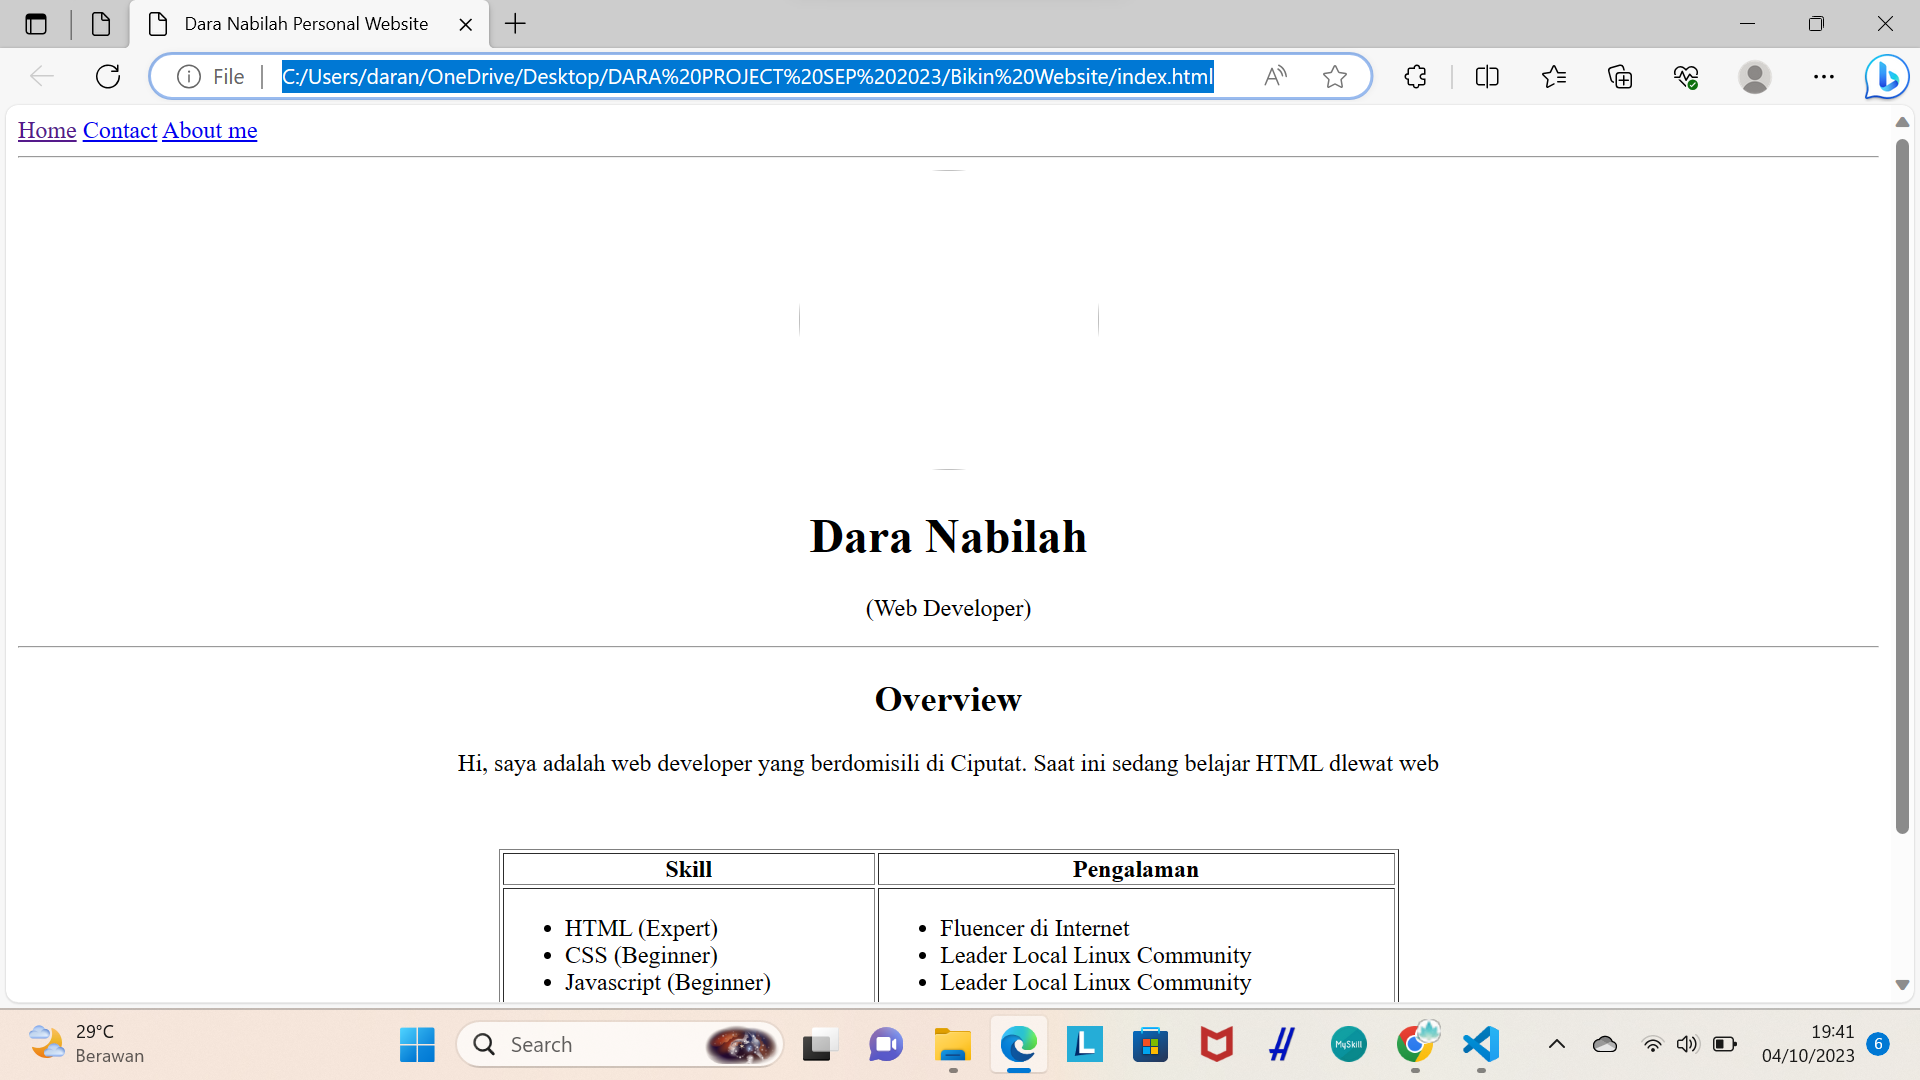 Dara Nabilah Personal Website
File
C:/Users/daran/OneDrive/Desktop/DARA%20PROJECT%20SEP%202023/Bikin%20Website/index.html
Home Contact About me
Dara Nabilah
(Web Developer)
Overview
Hi, saya adalah web developer yang berdomisili di Ciputat. Saat ini sedang belajar HTML dlewat web
Skill
Pengalaman
HTML (Expert)
CSS (Beginner)
Javascript (Beginner)
Fluencer di Internet
Leader Local Linux Community
Leader Local Linux Community
29°C
Berawan
Search
MySkill
19:41
04/10/2023
6